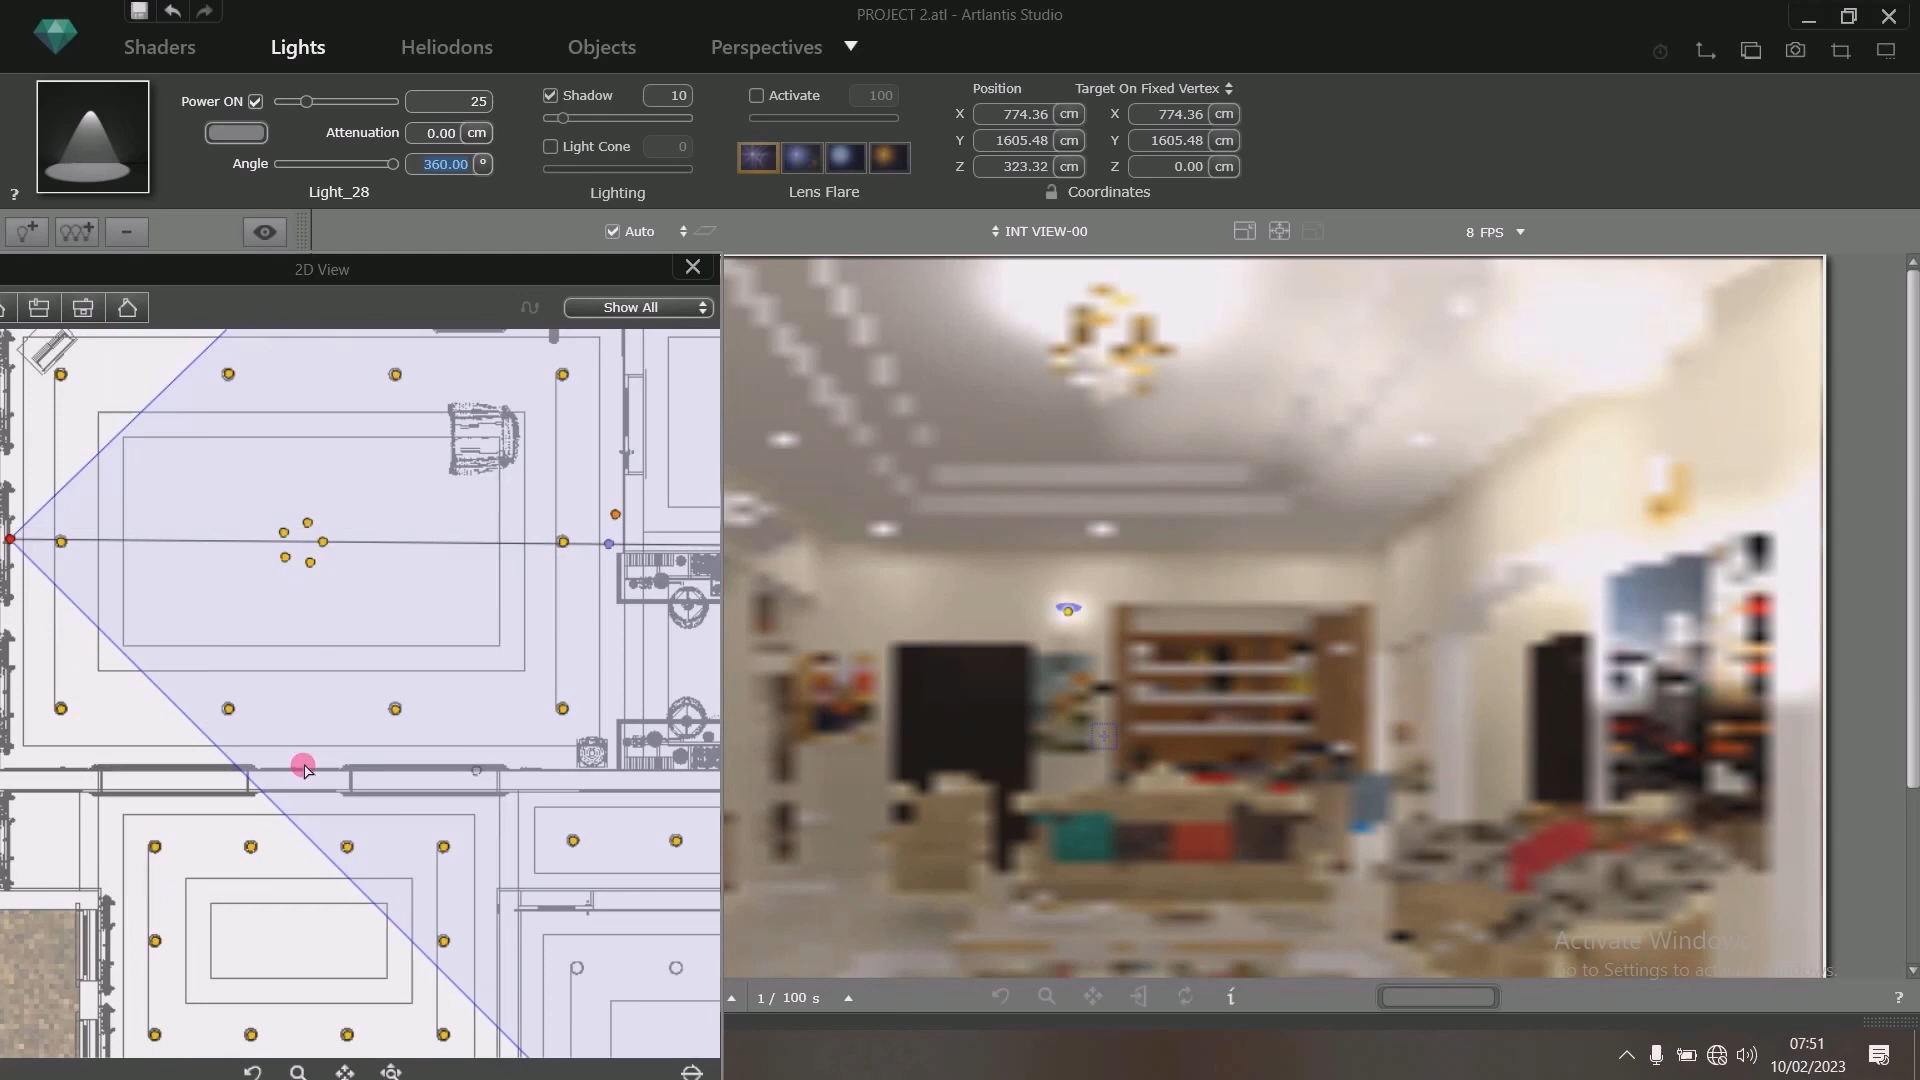 PROJECT 2.atl - Artlantis Studio
Shaders Lights Heliodons Objects Perspectives
Power ON 25
Attenuation 0.00 cm
Angle 360.00 °
Light_28
Shadow 10
Light Cone 0
Lighting
Activate 100
Lens Flare
Position Target On Fixed Vertex
X 774.36 cm X 774.36 cm
Y 1605.48 cm Y 1605.48 cm
Z 323.32 cm Z 0.00 cm
Coordinates
?
Auto INT VIEW-00 8 FPS
2D View
Show All
Activate Windows
Go to Settings to activate Windows.
1 / 100 s i ?
07:51
10/02/2023